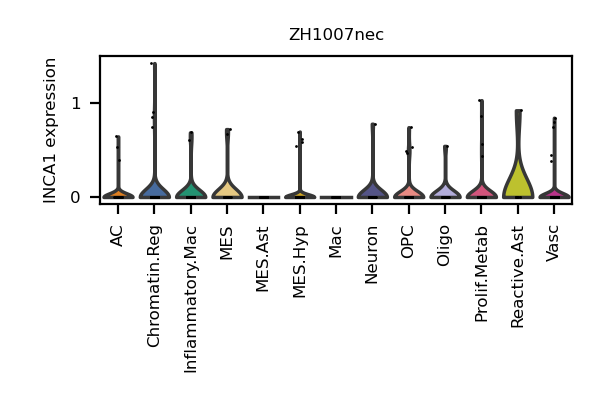 ZH1007nec
INCA1 expression
1
0
AC
Chromatin.Reg
Inflammatory.Mac
MES
MES.Ast
MES.Hyp
Mac
Neuron
OPC
Oligo
Prolif.Metab
Reactive.Ast
Vasc